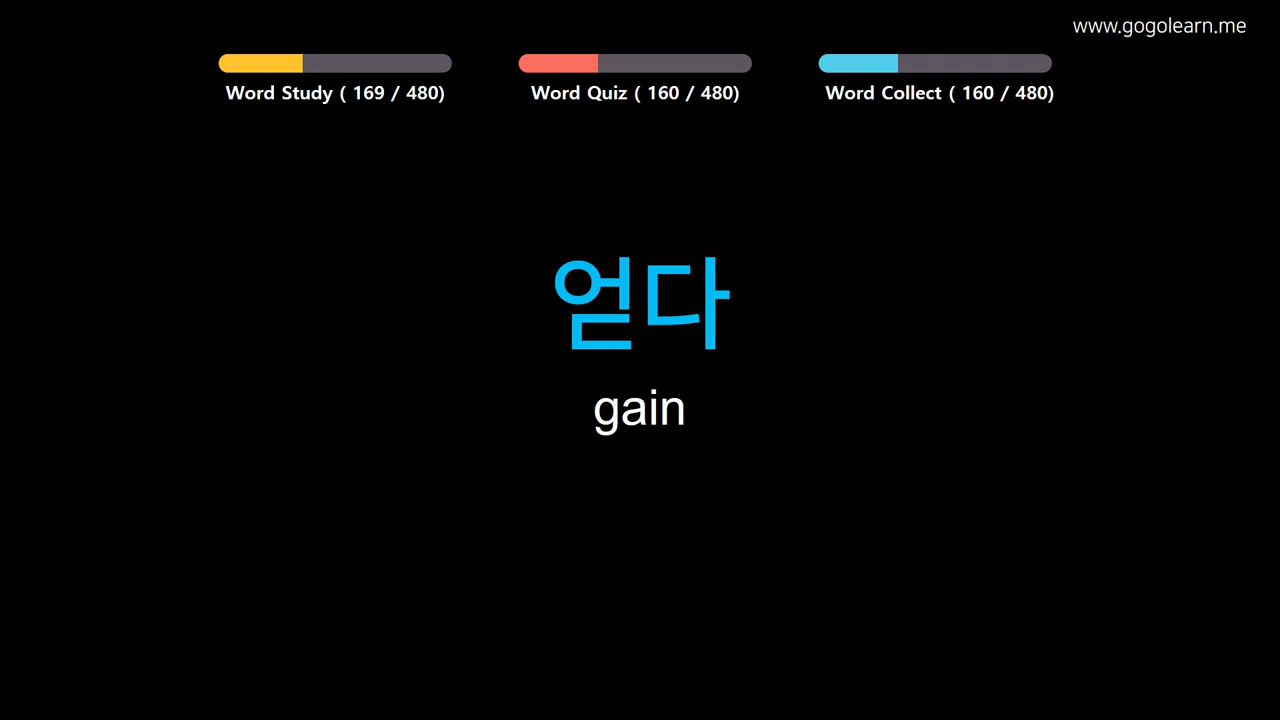 www.gogolearn.me
Word Study ( 169 / 480)
Word Quiz ( 160 / 480)
Word Collect ( 160 / 480)
얻다
gain